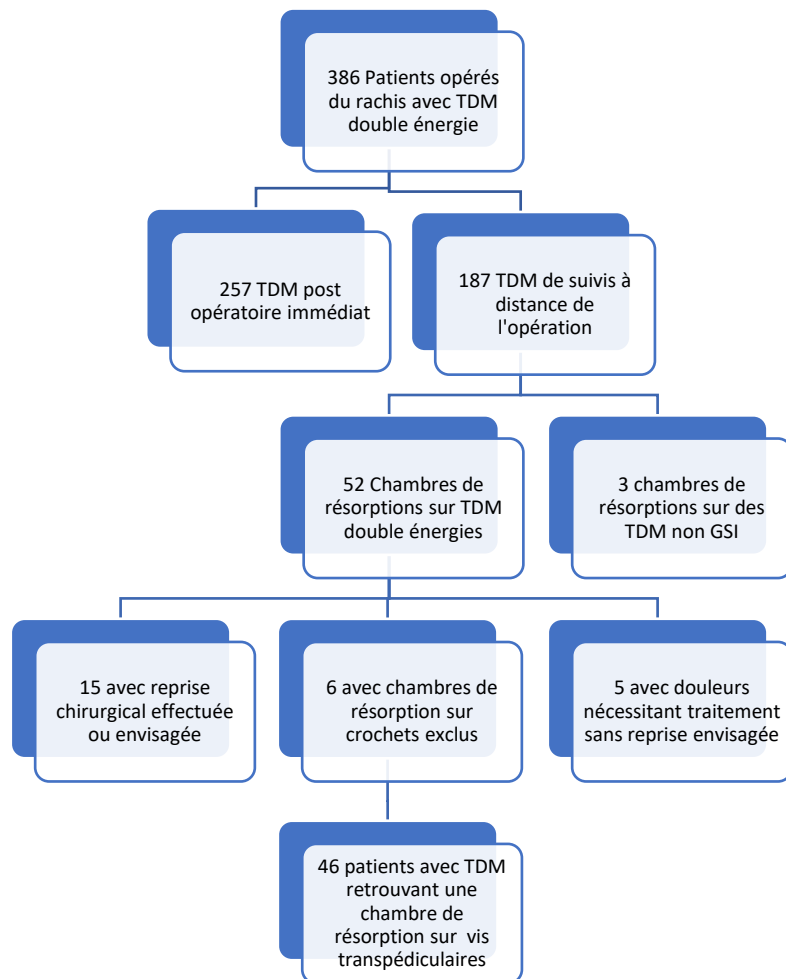 386 Patients opérés
du rachis avec TDM
double énergie
257 TDM post
opératoire immédiat
187 TDM de suivis à
distance de
l'opération
52 Chambres de
résorptions sur TDM
double énergies
3 chambres de
résorptions sur des
TDM non GSI
15 avec reprise
chirurgical effectuée
ou envisagée
6 avec chambres de
résorption sur
crochets exclus
5 avec douleurs
nécessitant traitement
sans reprise envisagée
46 patients avec TDM
retrouvant une
chambre de
résorption sur vis
transpédiculaires